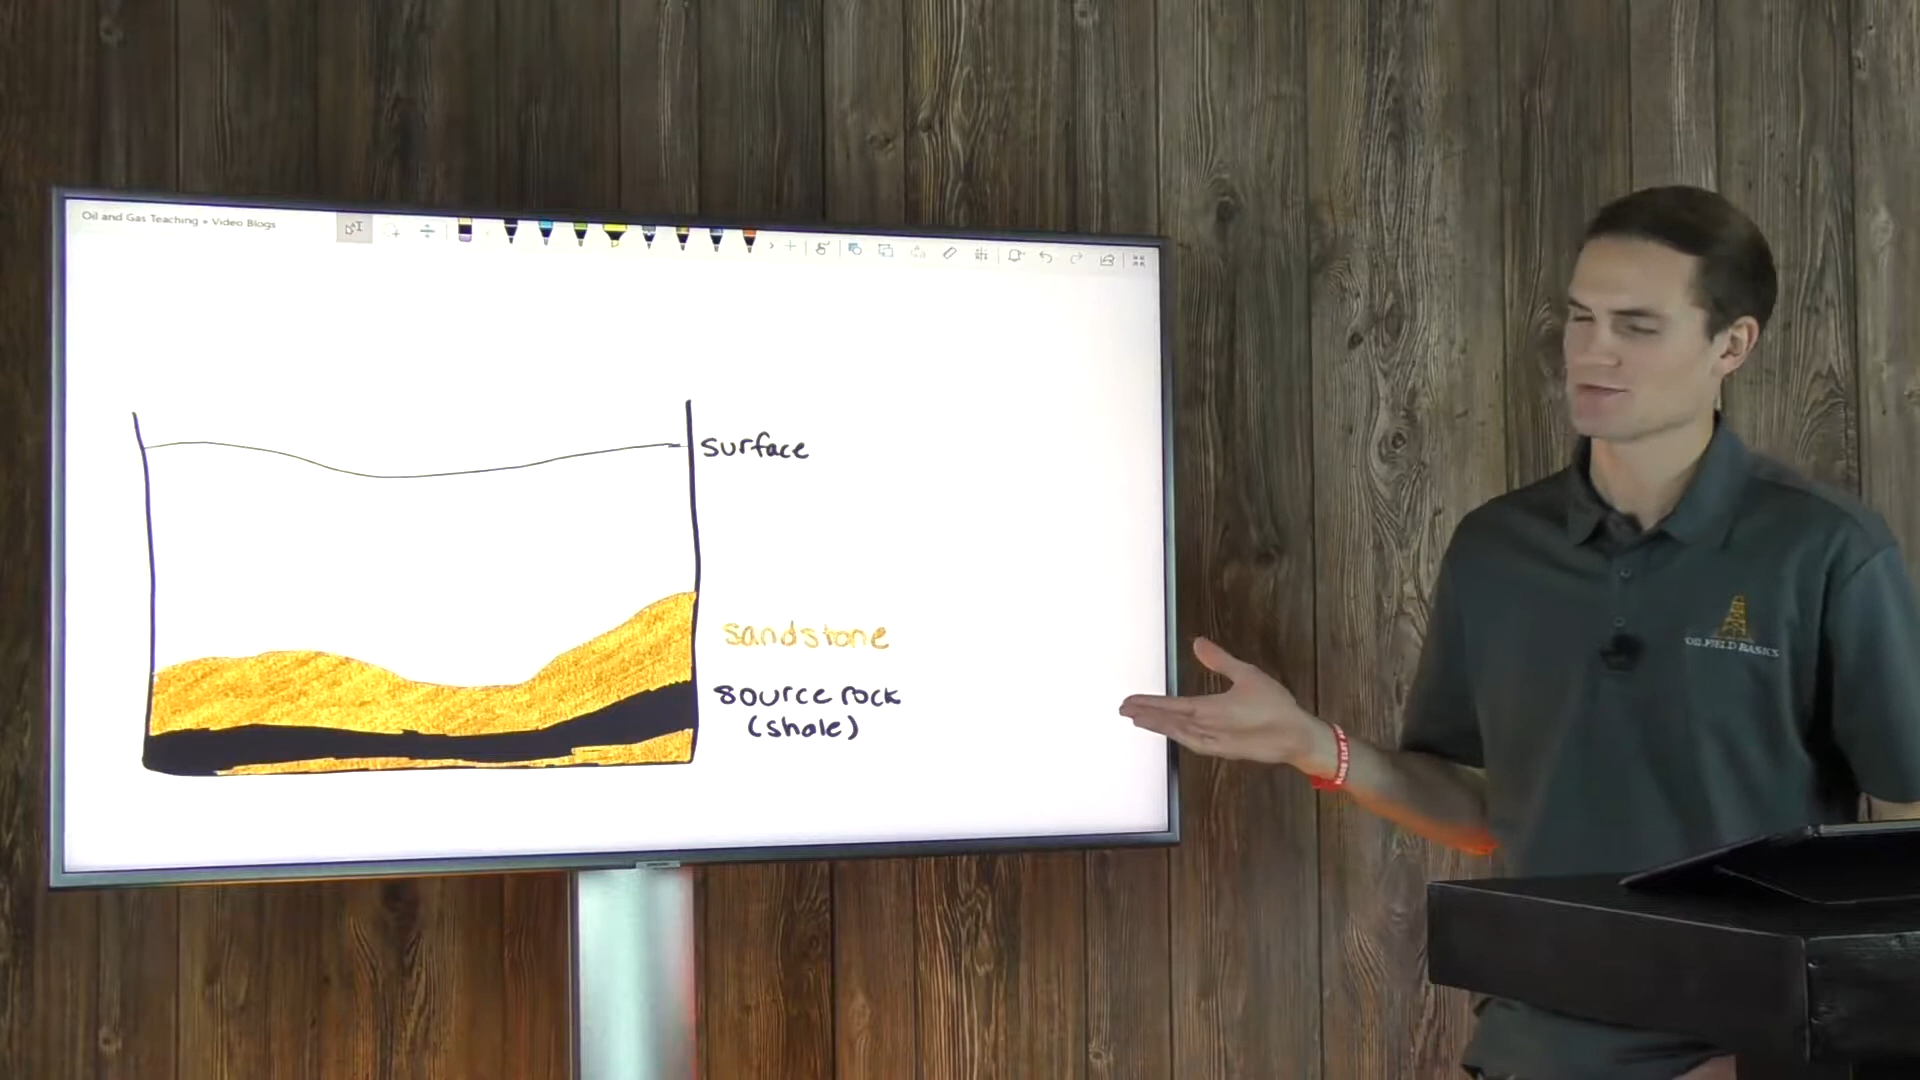 Oil and Gas Teaching » Video Blogs
surface
sandstone
source rock
(shale)
OILFIELD BASICS